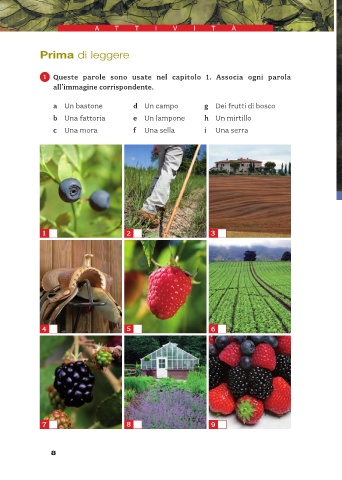 ATTIVITÀ
Prima di leggere
1 Queste parole sono usate nel capitolo 1. Associa ogni parola
all'immagine corrispondente.
a Un bastone d Un campo g Dei frutti di bosco
b Una fattoria e Un lampone h Un mirtillo
c Una mora f Una sella i Una serra
1 2 3
4 5 6
7 8 9
8